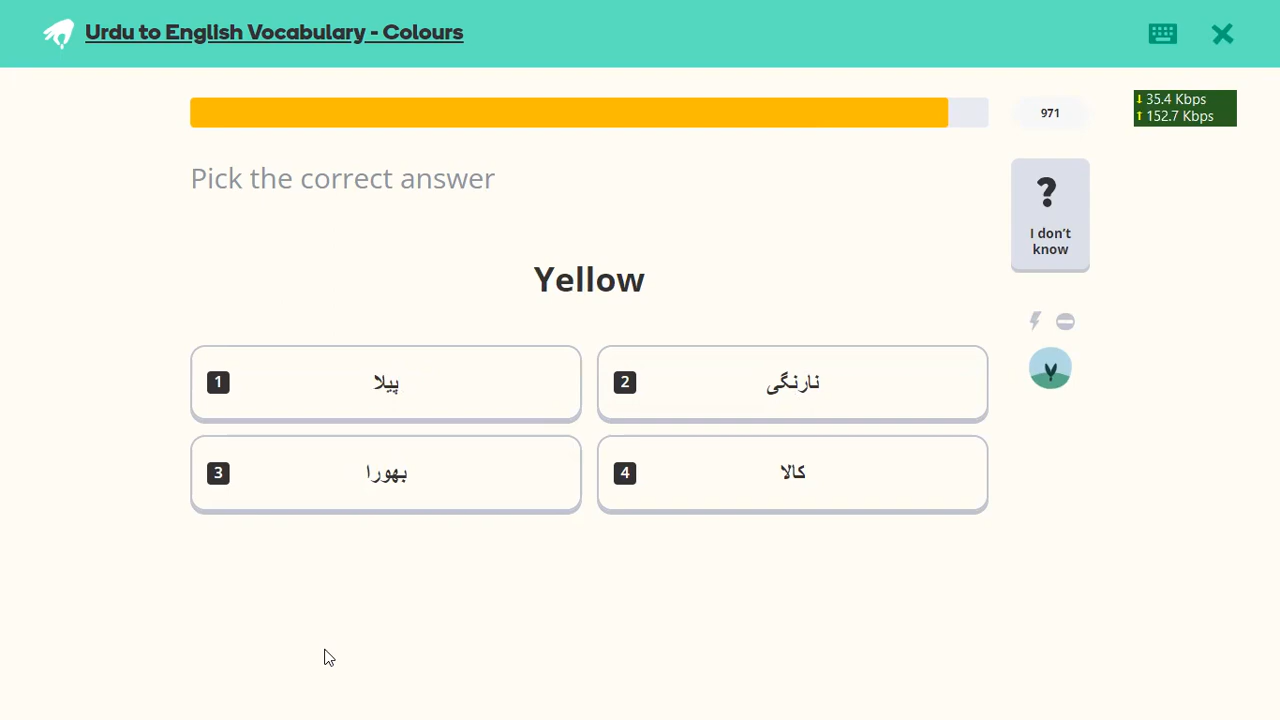 Urdu to English Vocabulary - Colours
971
35.4 Kbps
152.7 Kbps
Pick the correct answer
?
I don't
know
Yellow
1 پیلا
2 نارنگی
3 بھورا
4 کالا